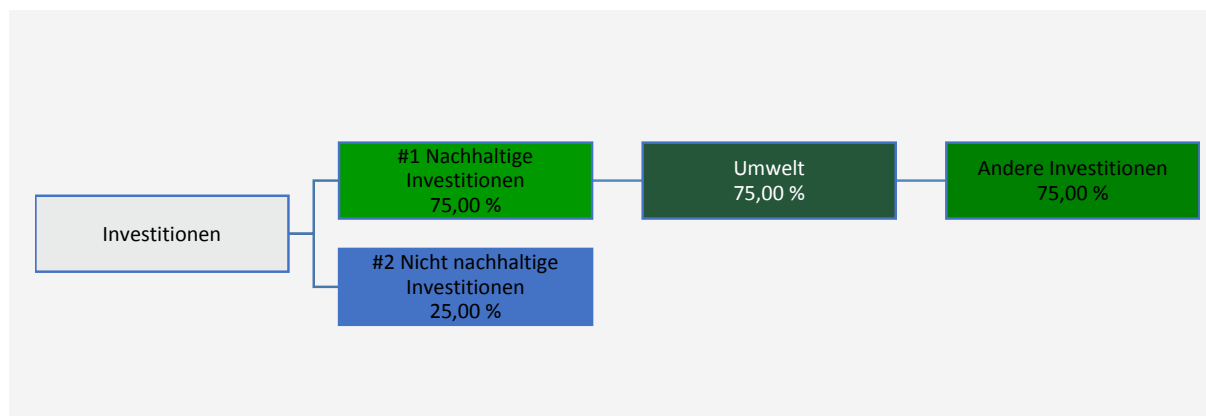 Investitionen
#1 Nachhaltige
Investitionen
75,00 %
#2 Nicht nachhaltige
Investitionen
25,00 %
Umwelt
75,00 %
Andere Investitionen
75,00 %